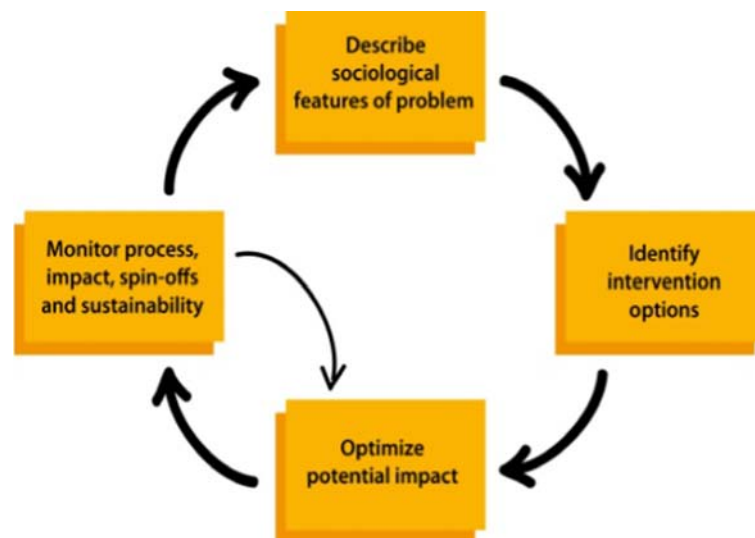 Describe
sociological
features of problem
Identify
intervention
options
Optimize
potential impact
Monitor process,
impact, spin-offs
and sustainability